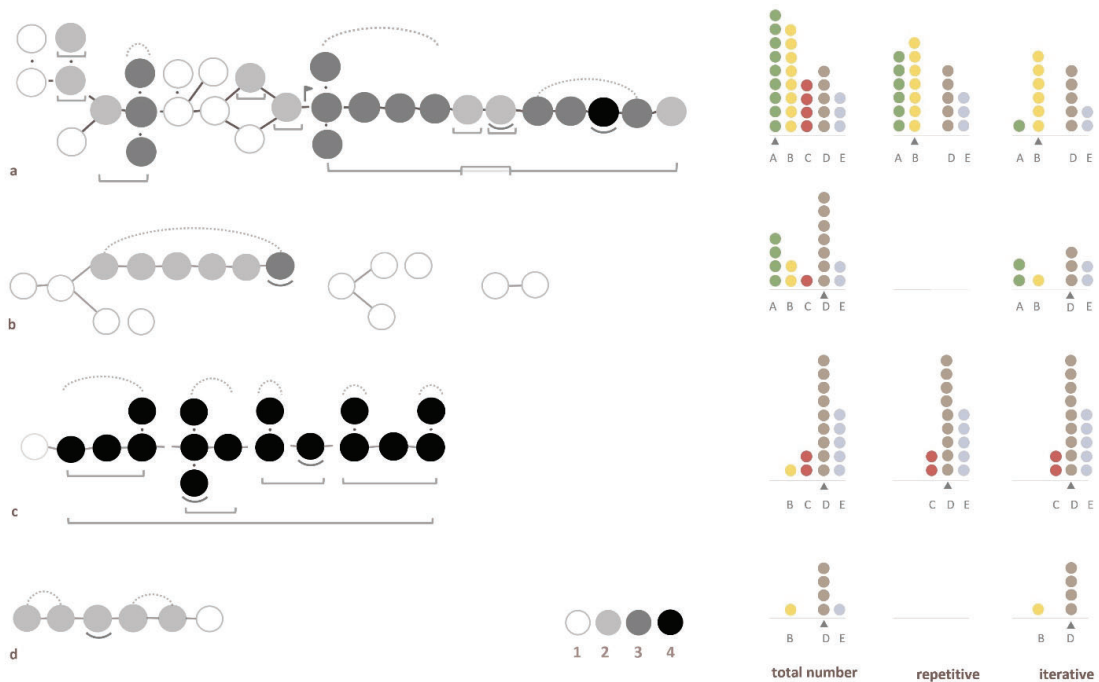 a
A B C D E
A B D E
A B D E
b
A B C D E
A B D E
c
B C D E
C D E
C D E
d
1 2 3 4
B D E
B D
total number
repetitive
iterative